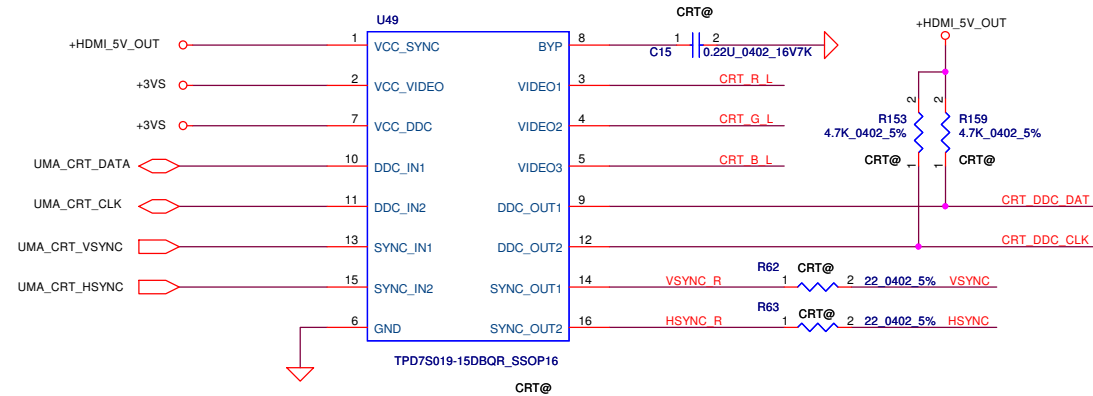 CRT@
U49
+HDMI_5V_OUT
+HDMI_5V_OUT 1 VCC_SYNC BYP 8 1 2
C15 0.22U_0402_16V7K
+3VS 2 VCC_VIDEO VIDEO1 3 CRT_R_L
2 2
R153 R159
4.7K_0402_5% 4.7K_0402_5%
+3VS 7 VCC_DDC VIDEO2 4 CRT_G_L
UMA_CRT_DATA 10 DDC_IN1 VIDEO3 5 CRT_B_L
CRT@ 1 1 CRT@
UMA_CRT_CLK 11 DDC_IN2 DDC_OUT1 9 CRT_DDC_DAT
UMA_CRT_VSYNC 13 SYNC_IN1 DDC_OUT2 12 CRT_DDC_CLK
R62 CRT@
UMA_CRT_HSYNC 15 SYNC_IN2 SYNC_OUT1 14 VSYNC_R 1 2 22_0402_5% VSYNC
R63 CRT@
6 GND SYNC_OUT2 16 HSYNC_R 1 2 22_0402_5% HSYNC
TPD7S019-15DBQR_SSOP16
CRT@